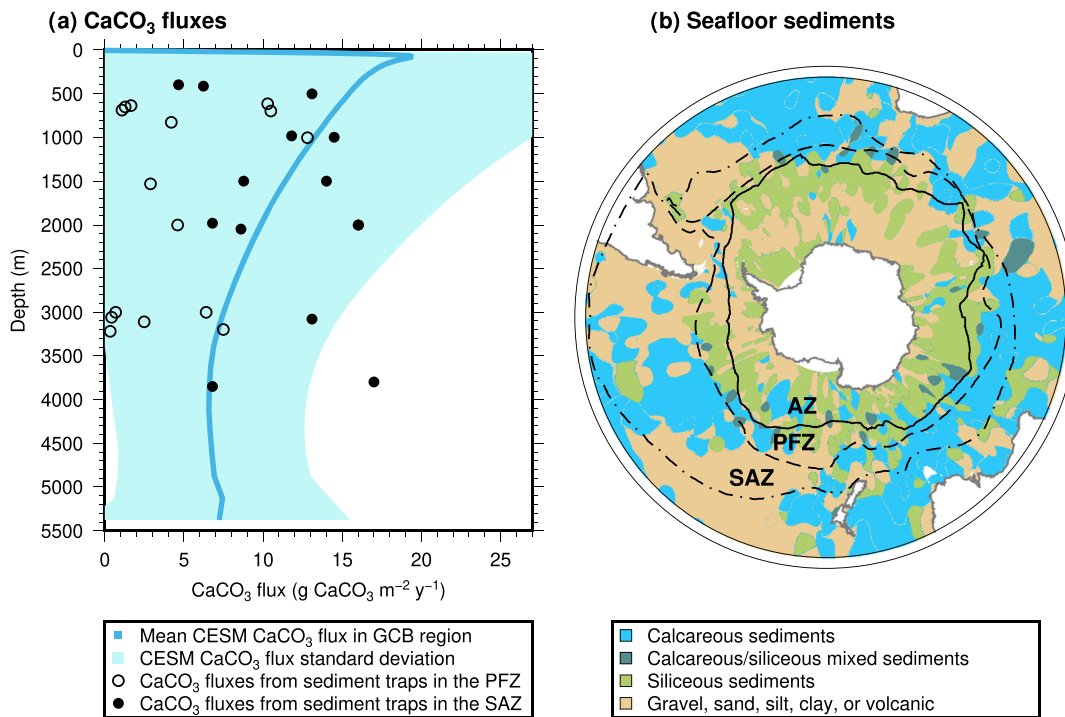 (a) CaCO₃ fluxes
0
500
1000
1500
2000
2500
3000
3500
4000
4500
5000
5500
Depth (m)
0 5 10 15 20 25
CaCO₃ flux (g CaCO₃ m⁻² y⁻¹)
Mean CESM CaCO₃ flux in GCB region
CESM CaCO₃ flux standard deviation
CaCO₃ fluxes from sediment traps in the PFZ
CaCO₃ fluxes from sediment traps in the SAZ
(b) Seafloor sediments
AZ
PFZ
SAZ
Calcareous sediments
Calcareous/siliceous mixed sediments
Siliceous sediments
Gravel, sand, silt, clay, or volcanic